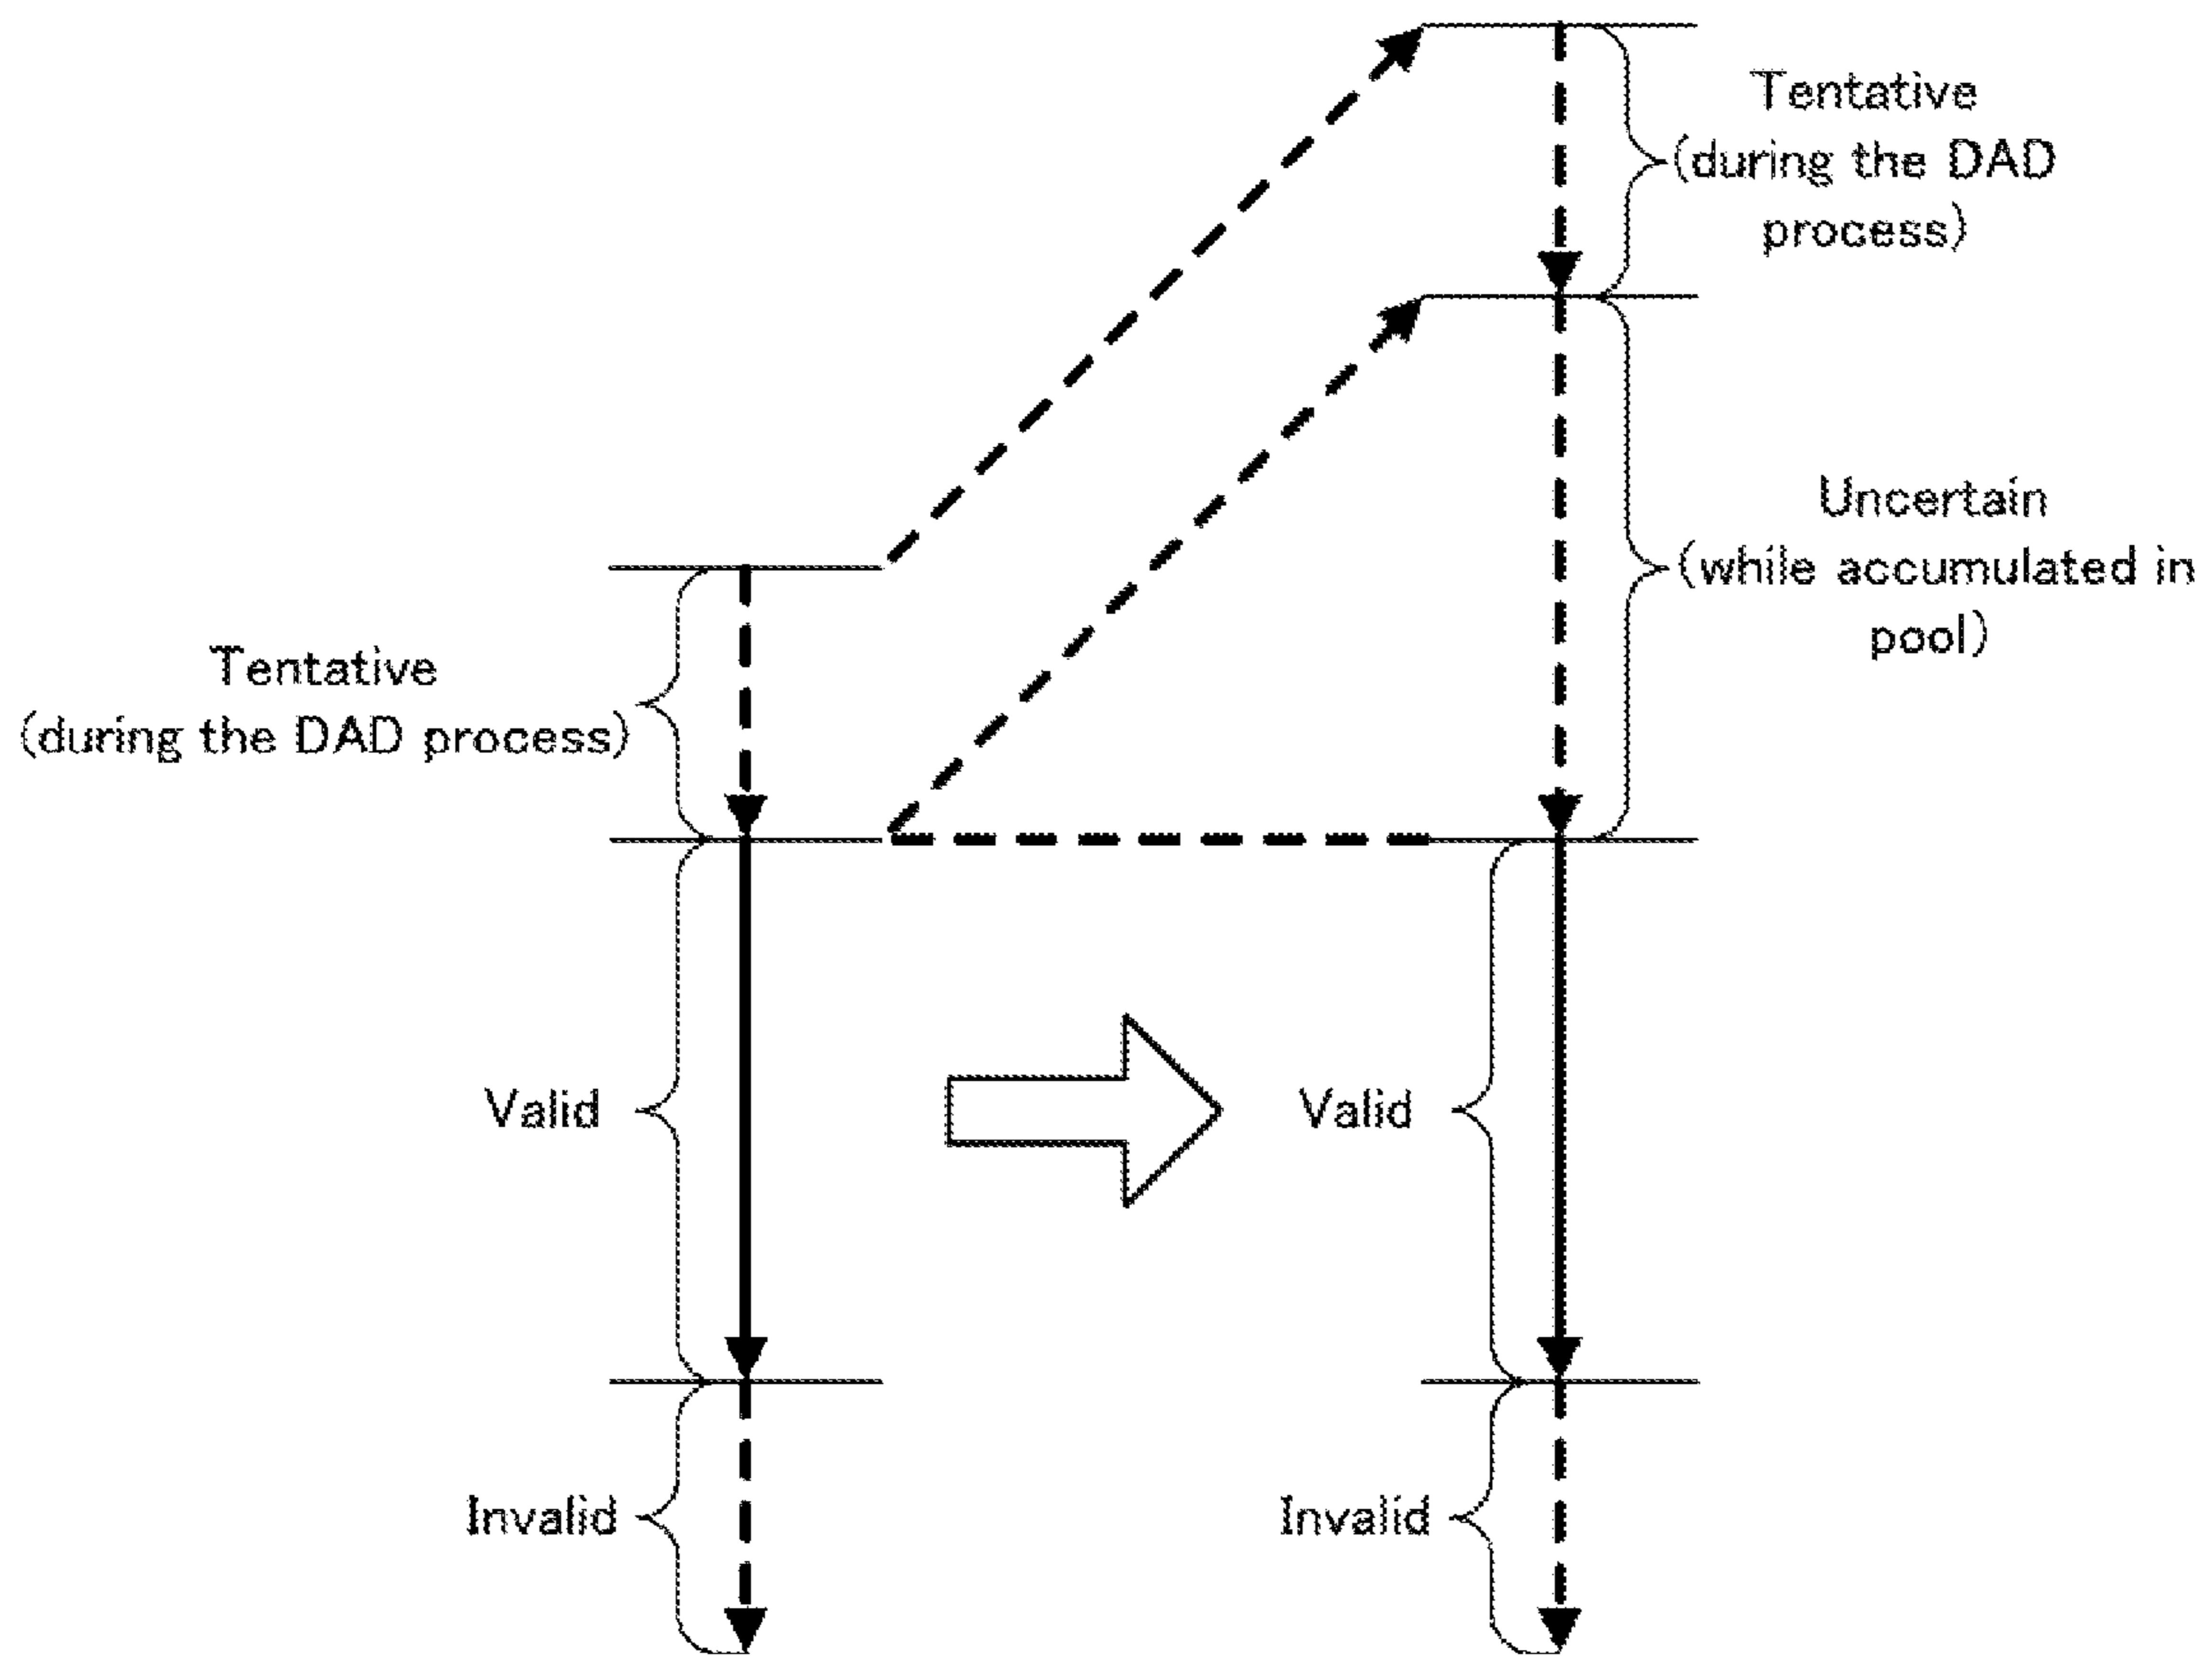 Tentative
(during the DAD
process)
Uncertain
(while accumulated in
pool)
Tentative
(during the DAD process)
Valid
Valid
Invalid
Invalid